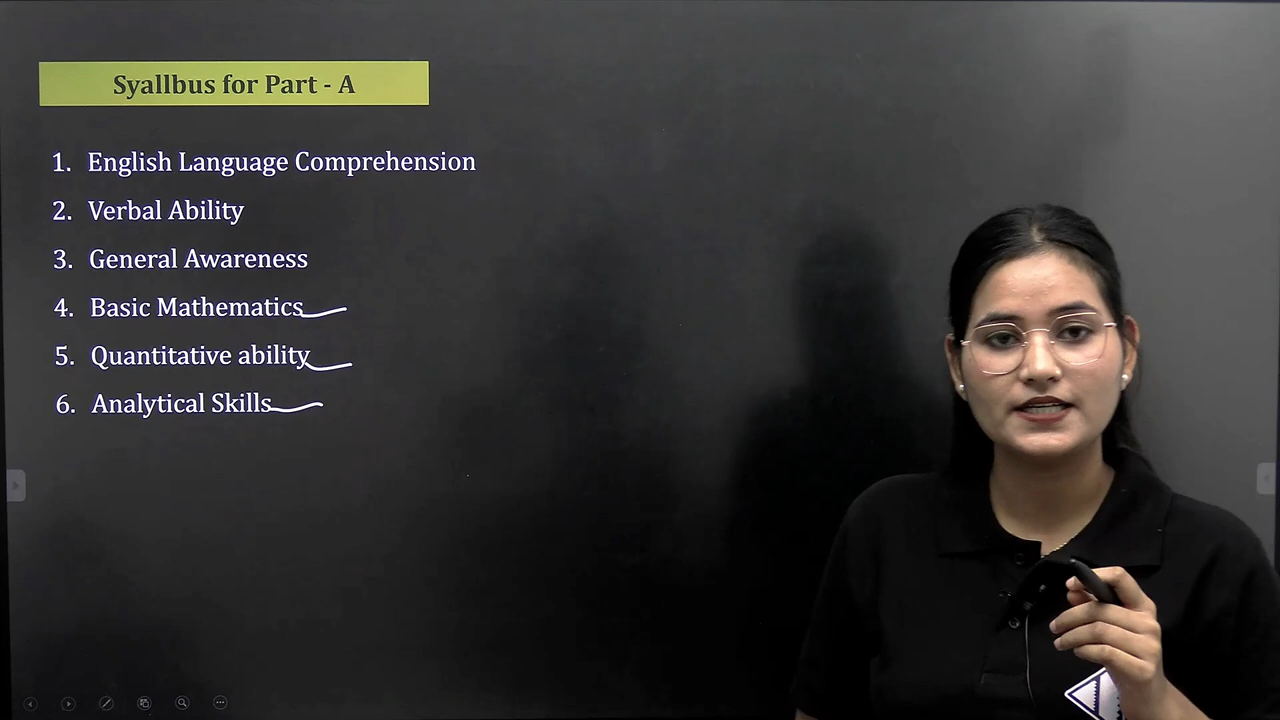 Syallbus for Part - A
1. English Language Comprehension
2. Verbal Ability
3. General Awareness
4. Basic Mathematics
5. Quantitative ability
6. Analytical Skills